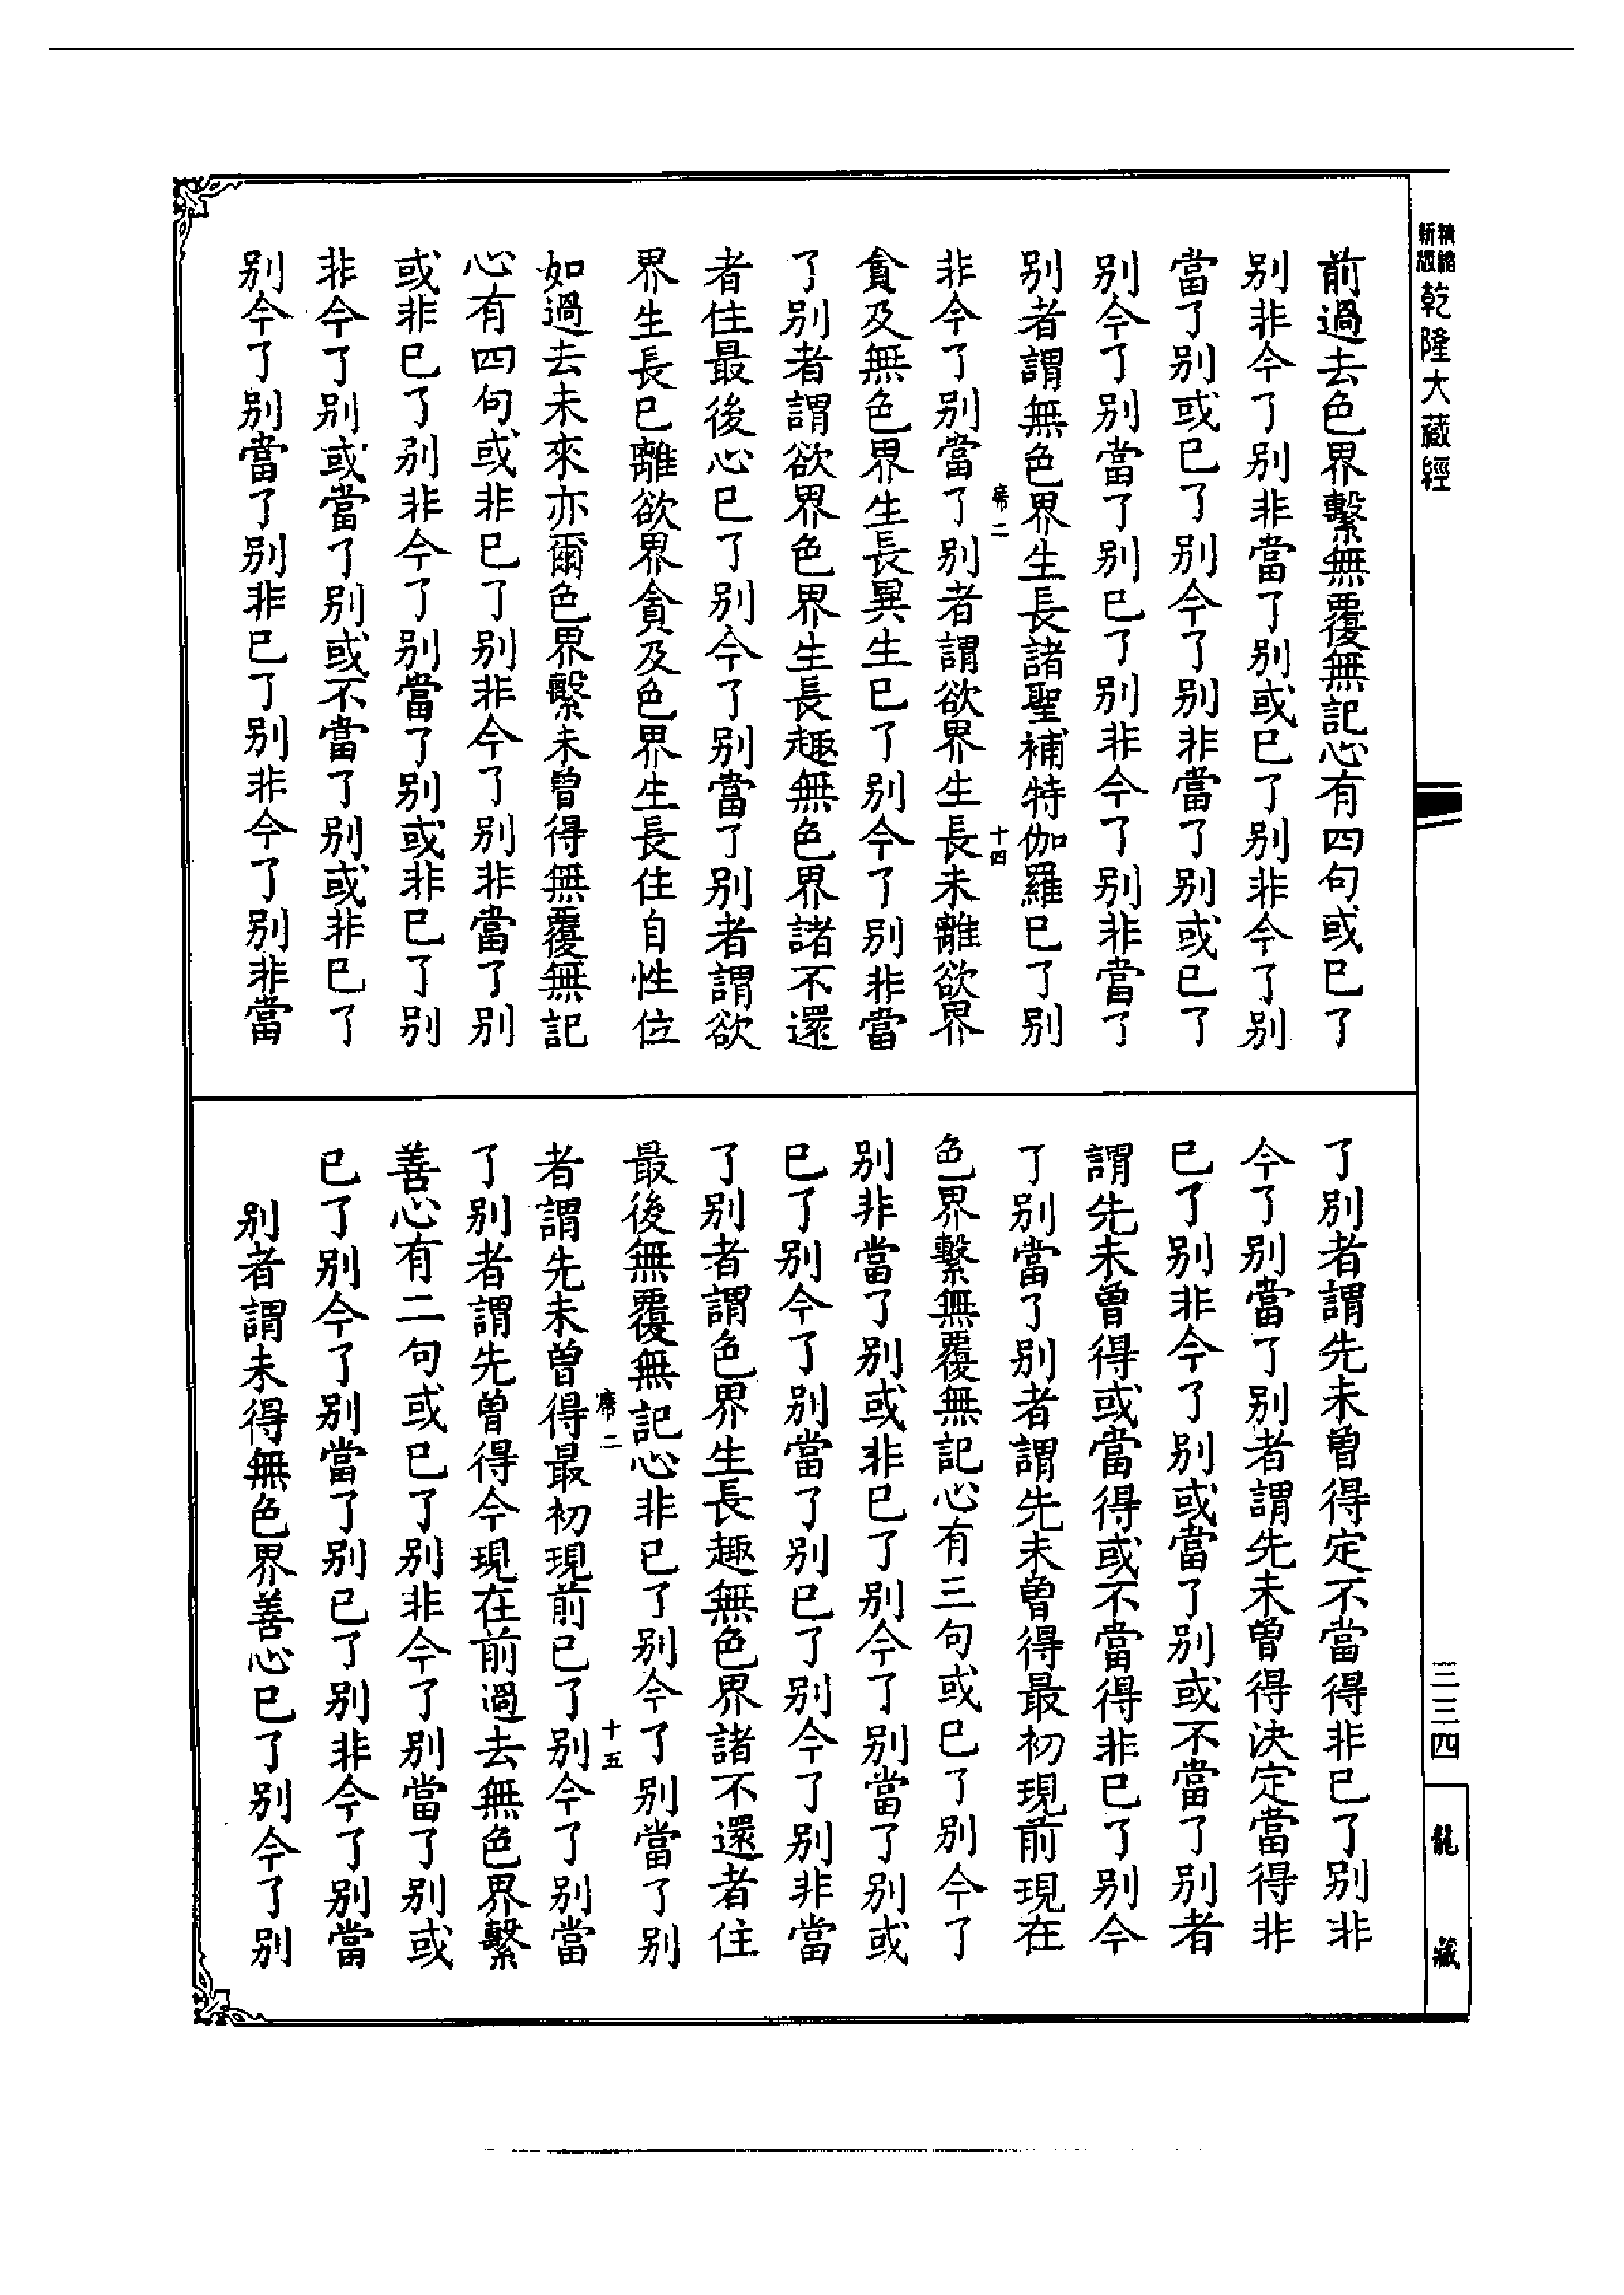 新精
版縮
乾隆大藏經
前過去色界繫無覆無記心有四句或已了
別非今了別非當了別或已了別非今了別
當了別或已了別今了別非當了別或已了
別今了別當了別已了別非今了別非當了
別者謂無色界生長諸聖補特伽羅已了別
非今了別當了別者謂欲界生長未離欲界
席二
十四
貪及無色界生長異生已了別今了別非當
了別者謂欲界色界生長趣無色界諸不還
者住最後心已了別今了別當了別者謂欲
界生長已離欲界貪及色界生長住自性位
如過去未來亦爾色界繫未曾得無覆無記
心有四句或非已了別非今了別非當了別
或非已了別非今了別當了別或非已了別
非今了別或當了別或不當了別或非已了
別今了別當了別非已了別非今了別非當
了別者謂先未曾得定不當得非已了別非
今了別當了別者謂先未曾得決定當得非
已了別非今了別或當了別或不當了別者
謂先未曾得或當得或不當得非已了別今
了別當了別者謂先未曾得最初現前現在
色界繫無覆無記心有三句或已了別今了
別非當了別或非已了別今了別當了別或
已了別今了別當了別已了別今了別非當
了別者謂色界生長趣無色界諸不還者住
最後無覆無記心非已了別今了別當了別
席二
十五
者謂先未曾得最初現前已了別今了別當
了別者謂先曾得今現在前過去無色界繫
善心有二句或已了別非今了別當了別或
已了別今了別當了別已了別非今了別當
別者謂未得無色界善心已了別今了別
三三四
龍藏